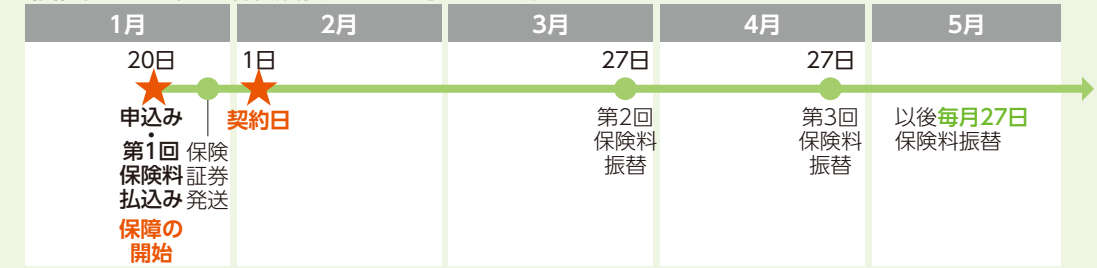 1月
2月
3月
4月
5月
20日
1日
27日
27日
申込み
・
第1回
保険料
払込み
保障の
開始
保険
証券
発送
契約日
第2回
保険料
振替
第3回
保険料
振替
以後毎月27日
保険料振替